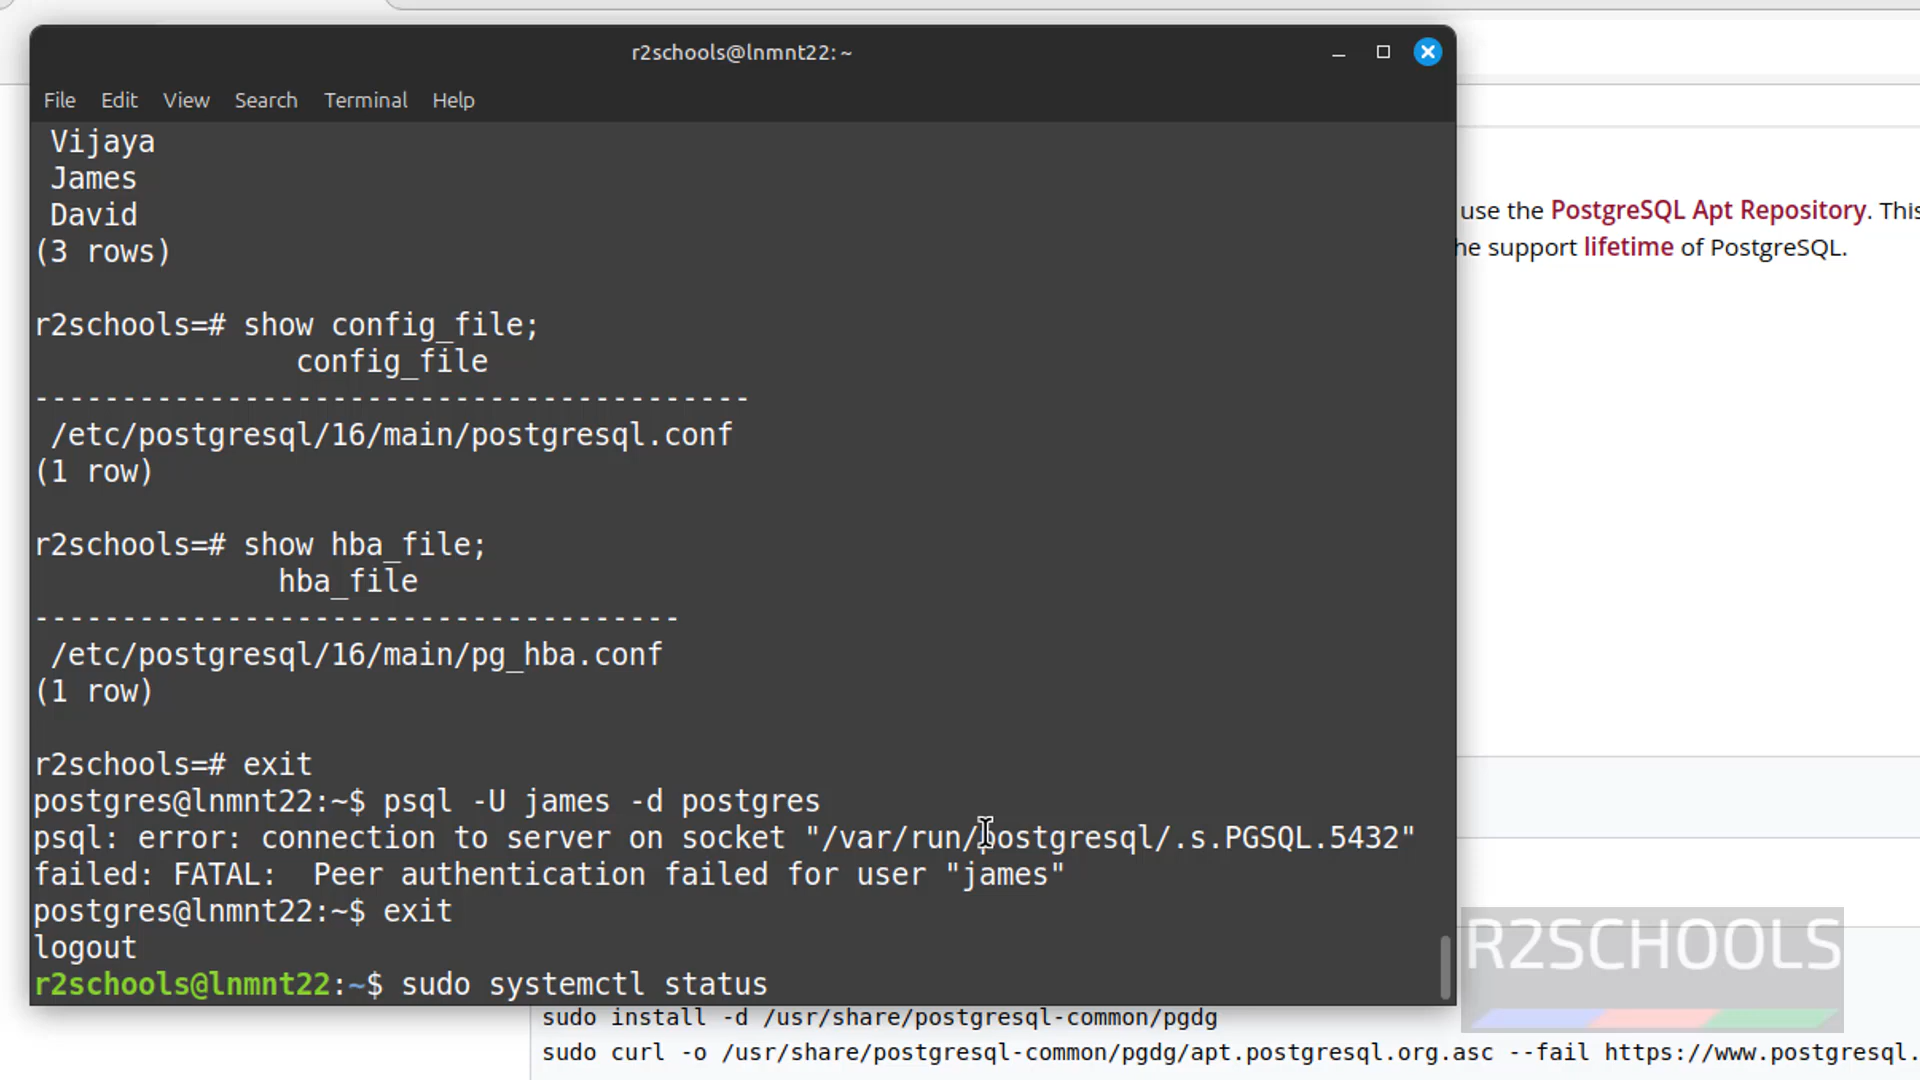 r2schools@lnmnt22: ~
File Edit View Search Terminal Help
Vijaya
James
David
(3 rows)
r2schools=# show config_file;
config_file
-----------------------------------------
/etc/postgresql/16/main/postgresql.conf
(1 row)
r2schools=# show hba_file;
hba_file
-------------------------------------
/etc/postgresql/16/main/pg_hba.conf
(1 row)
r2schools=# exit
postgres@lnmnt22:~$ psql -U james -d postgres
psql: error: connection to server on socket "/var/run/postgresql/.s.PGSQL.5432"
failed: FATAL:  Peer authentication failed for user "james"
postgres@lnmnt22:~$ exit
logout
r2schools@lnmnt22:~$ sudo systemctl status
use the PostgreSQL Apt Repository. This
he support lifetime of PostgreSQL.
R2SCHOOLS
sudo install -d /usr/share/postgresql-common/pgdg
sudo curl -o /usr/share/postgresql-common/pgdg/apt.postgresql.org.asc --fail https://www.postgresql.